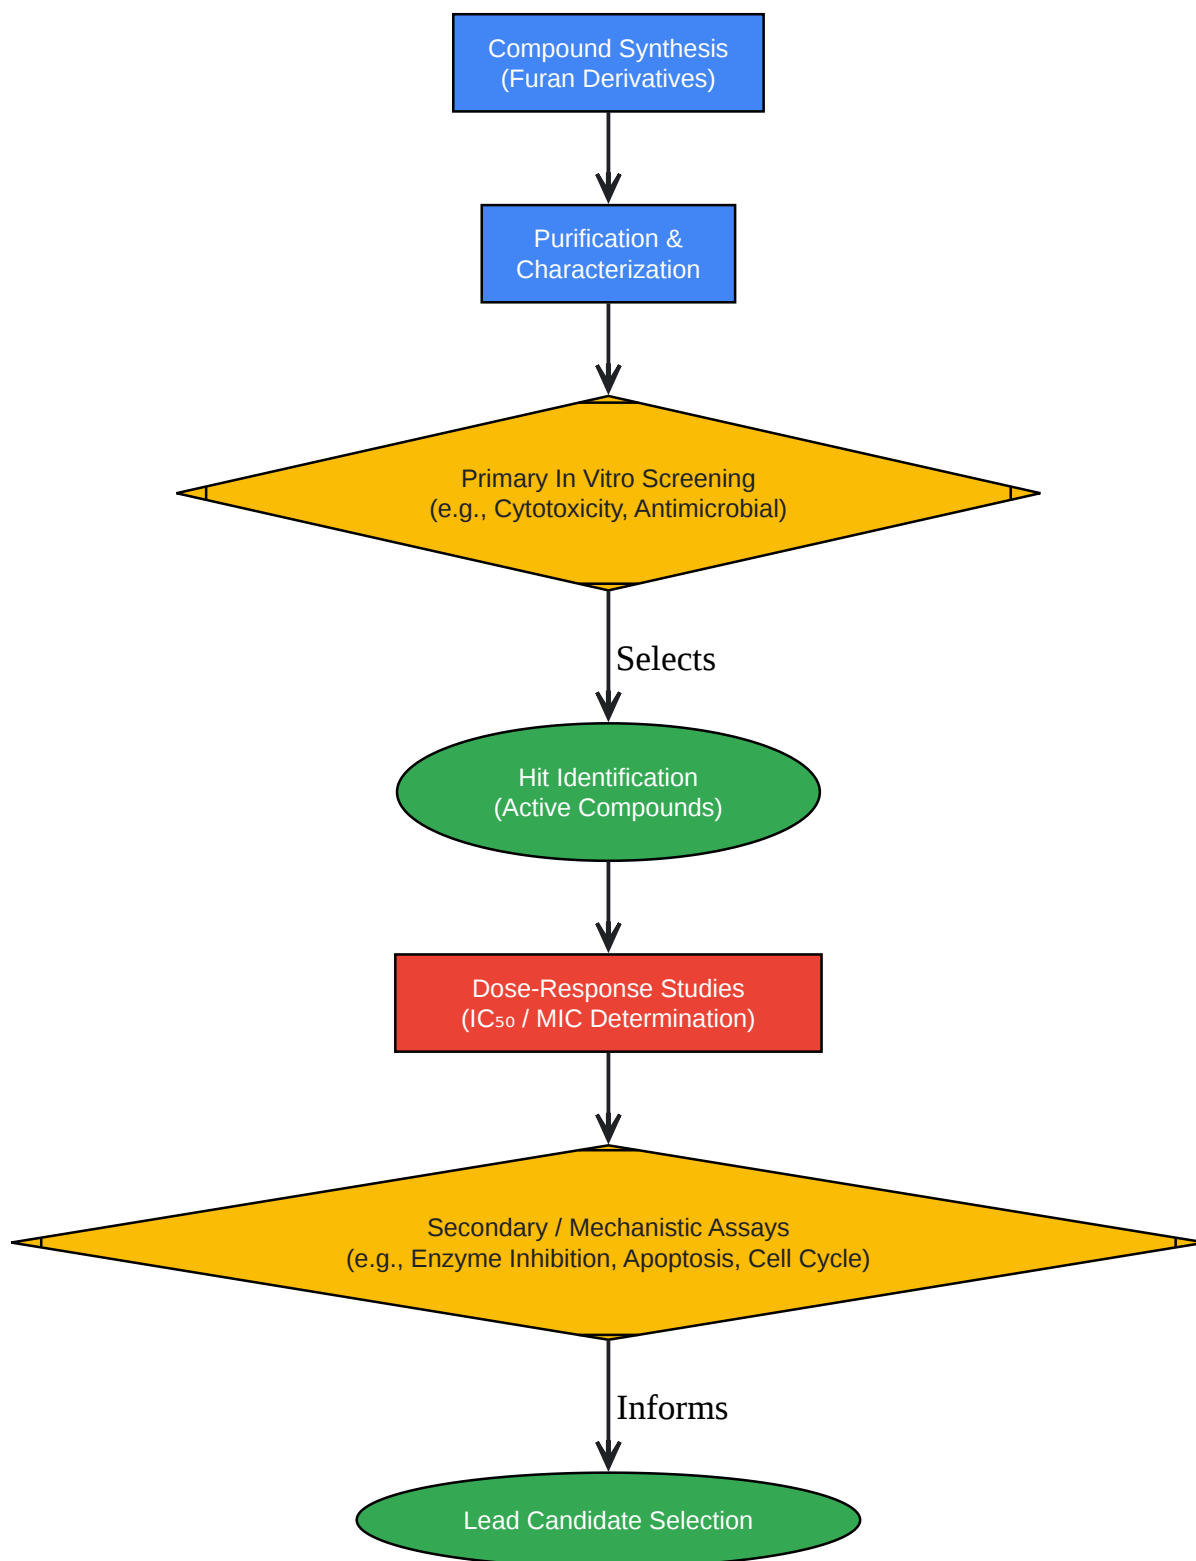 Compound Synthesis
(Furan Derivatives)
Purification &
Characterization
Primary In Vitro Screening
(e.g., Cytotoxicity, Antimicrobial)
Selects
Hit Identification
(Active Compounds)
Dose-Response Studies
(IC₅₀ / MIC Determination)
Secondary / Mechanistic Assays
(e.g., Enzyme Inhibition, Apoptosis, Cell Cycle)
Informs
Lead Candidate Selection